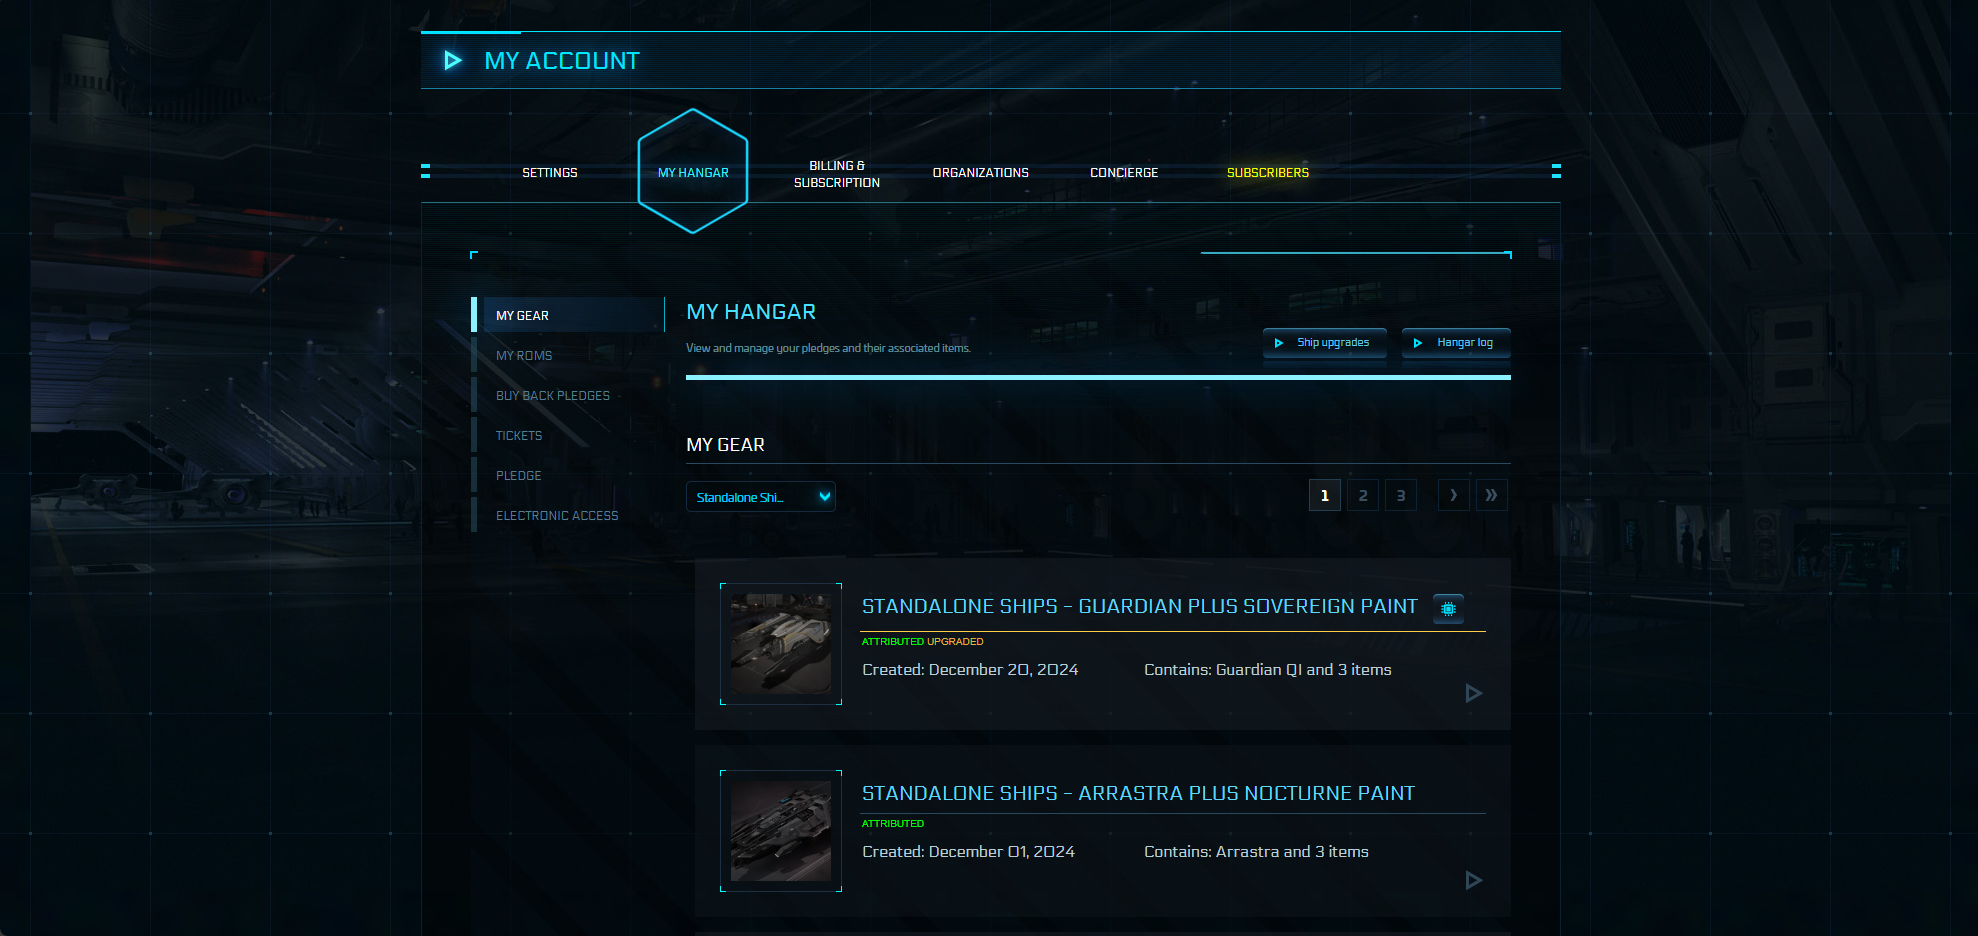 MY ACCOUNT
SETTINGS
MY HANGAR
BILLING &
SUBSCRIPTION
ORGANIZATIONS
CONCIERGE
SUBSCRIBERS
MY GEAR
MY ROMS
BUY BACK PLEDGES
TICKETS
PLEDGE
ELECTRONIC ACCESS
MY HANGAR
View and manage your pledges and their associated items.
Ship upgrades
Hangar log
MY GEAR
Standalone Shi...
1 2 3
STANDALONE SHIPS - GUARDIAN PLUS SOVEREIGN PAINT
ATTRIBUTED UPGRADED
Created: December 20, 2024
Contains: Guardian QI and 3 items
STANDALONE SHIPS - ARRASTRA PLUS NOCTURNE PAINT
ATTRIBUTED
Created: December 01, 2024
Contains: Arrastra and 3 items